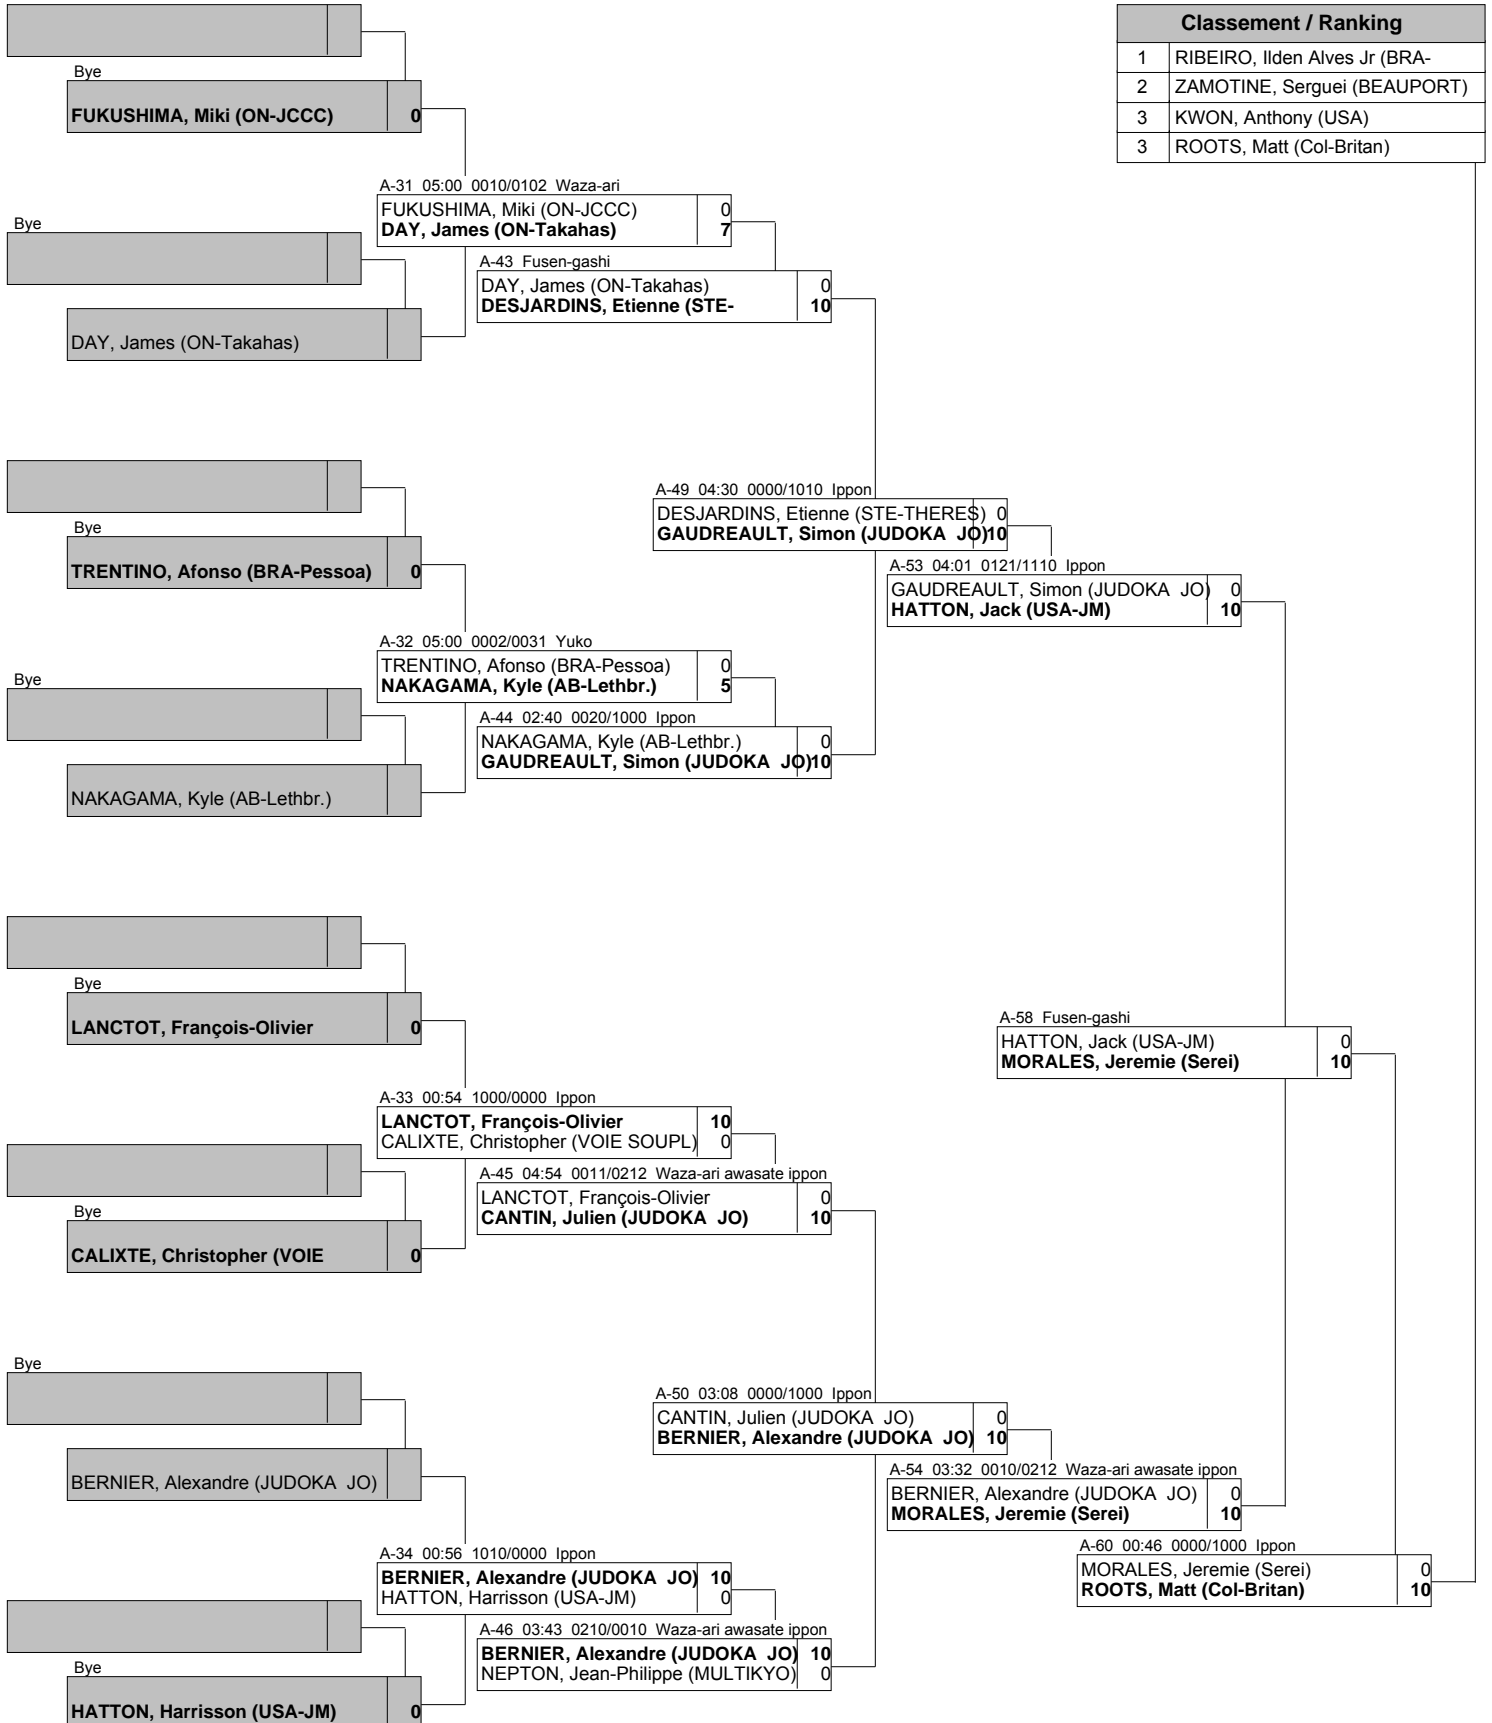 Classement / Ranking
1 RIBEIRO, Ilden Alves Jr (BRA-
2 ZAMOTINE, Serguei (BEAUPORT)
3 KWON, Anthony (USA)
3 ROOTS, Matt (Col-Britan)
Bye
FUKUSHIMA, Miki (ON-JCCC) 0
A-31 05:00 0010/0102 Waza-ari
FUKUSHIMA, Miki (ON-JCCC) 0
DAY, James (ON-Takahas) 7
Bye
A-43 Fusen-gashi
DAY, James (ON-Takahas) 0
DESJARDINS, Etienne (STE- 10
DAY, James (ON-Takahas)
A-49 04:30 0000/1010 Ippon
DESJARDINS, Etienne (STE-THERES) 0
GAUDREAULT, Simon (JUDOKA JO) 10
Bye
TRENTINO, Afonso (BRA-Pessoa) 0
A-53 04:01 0121/1110 Ippon
GAUDREAULT, Simon (JUDOKA JO) 0
HATTON, Jack (USA-JM) 10
A-32 05:00 0002/0031 Yuko
TRENTINO, Afonso (BRA-Pessoa) 0
NAKAGAMA, Kyle (AB-Lethbr.) 5
Bye
A-44 02:40 0020/1000 Ippon
NAKAGAMA, Kyle (AB-Lethbr.) 0
GAUDREAULT, Simon (JUDOKA JO) 10
NAKAGAMA, Kyle (AB-Lethbr.)
Bye
LANCTOT, François-Olivier 0
A-58 Fusen-gashi
HATTON, Jack (USA-JM) 0
MORALES, Jeremie (Serei) 10
A-33 00:54 1000/0000 Ippon
LANCTOT, François-Olivier 10
CALIXTE, Christopher (VOIE SOUPL) 0
A-45 04:54 0011/0212 Waza-ari awasate ippon
LANCTOT, François-Olivier 0
CANTIN, Julien (JUDOKA JO) 10
Bye
CALIXTE, Christopher (VOIE 0
Bye
A-50 03:08 0000/1000 Ippon
CANTIN, Julien (JUDOKA JO) 0
BERNIER, Alexandre (JUDOKA JO) 10
BERNIER, Alexandre (JUDOKA JO)
A-54 03:32 0010/0212 Waza-ari awasate ippon
BERNIER, Alexandre (JUDOKA JO) 0
MORALES, Jeremie (Serei) 10
A-60 00:46 0000/1000 Ippon
MORALES, Jeremie (Serei) 0
ROOTS, Matt (Col-Britan) 10
A-34 00:56 1010/0000 Ippon
BERNIER, Alexandre (JUDOKA JO) 10
HATTON, Harrisson (USA-JM) 0
A-46 03:43 0210/0010 Waza-ari awasate ippon
BERNIER, Alexandre (JUDOKA JO) 10
NEPTON, Jean-Philippe (MULTIKYO) 0
Bye
HATTON, Harrisson (USA-JM) 0